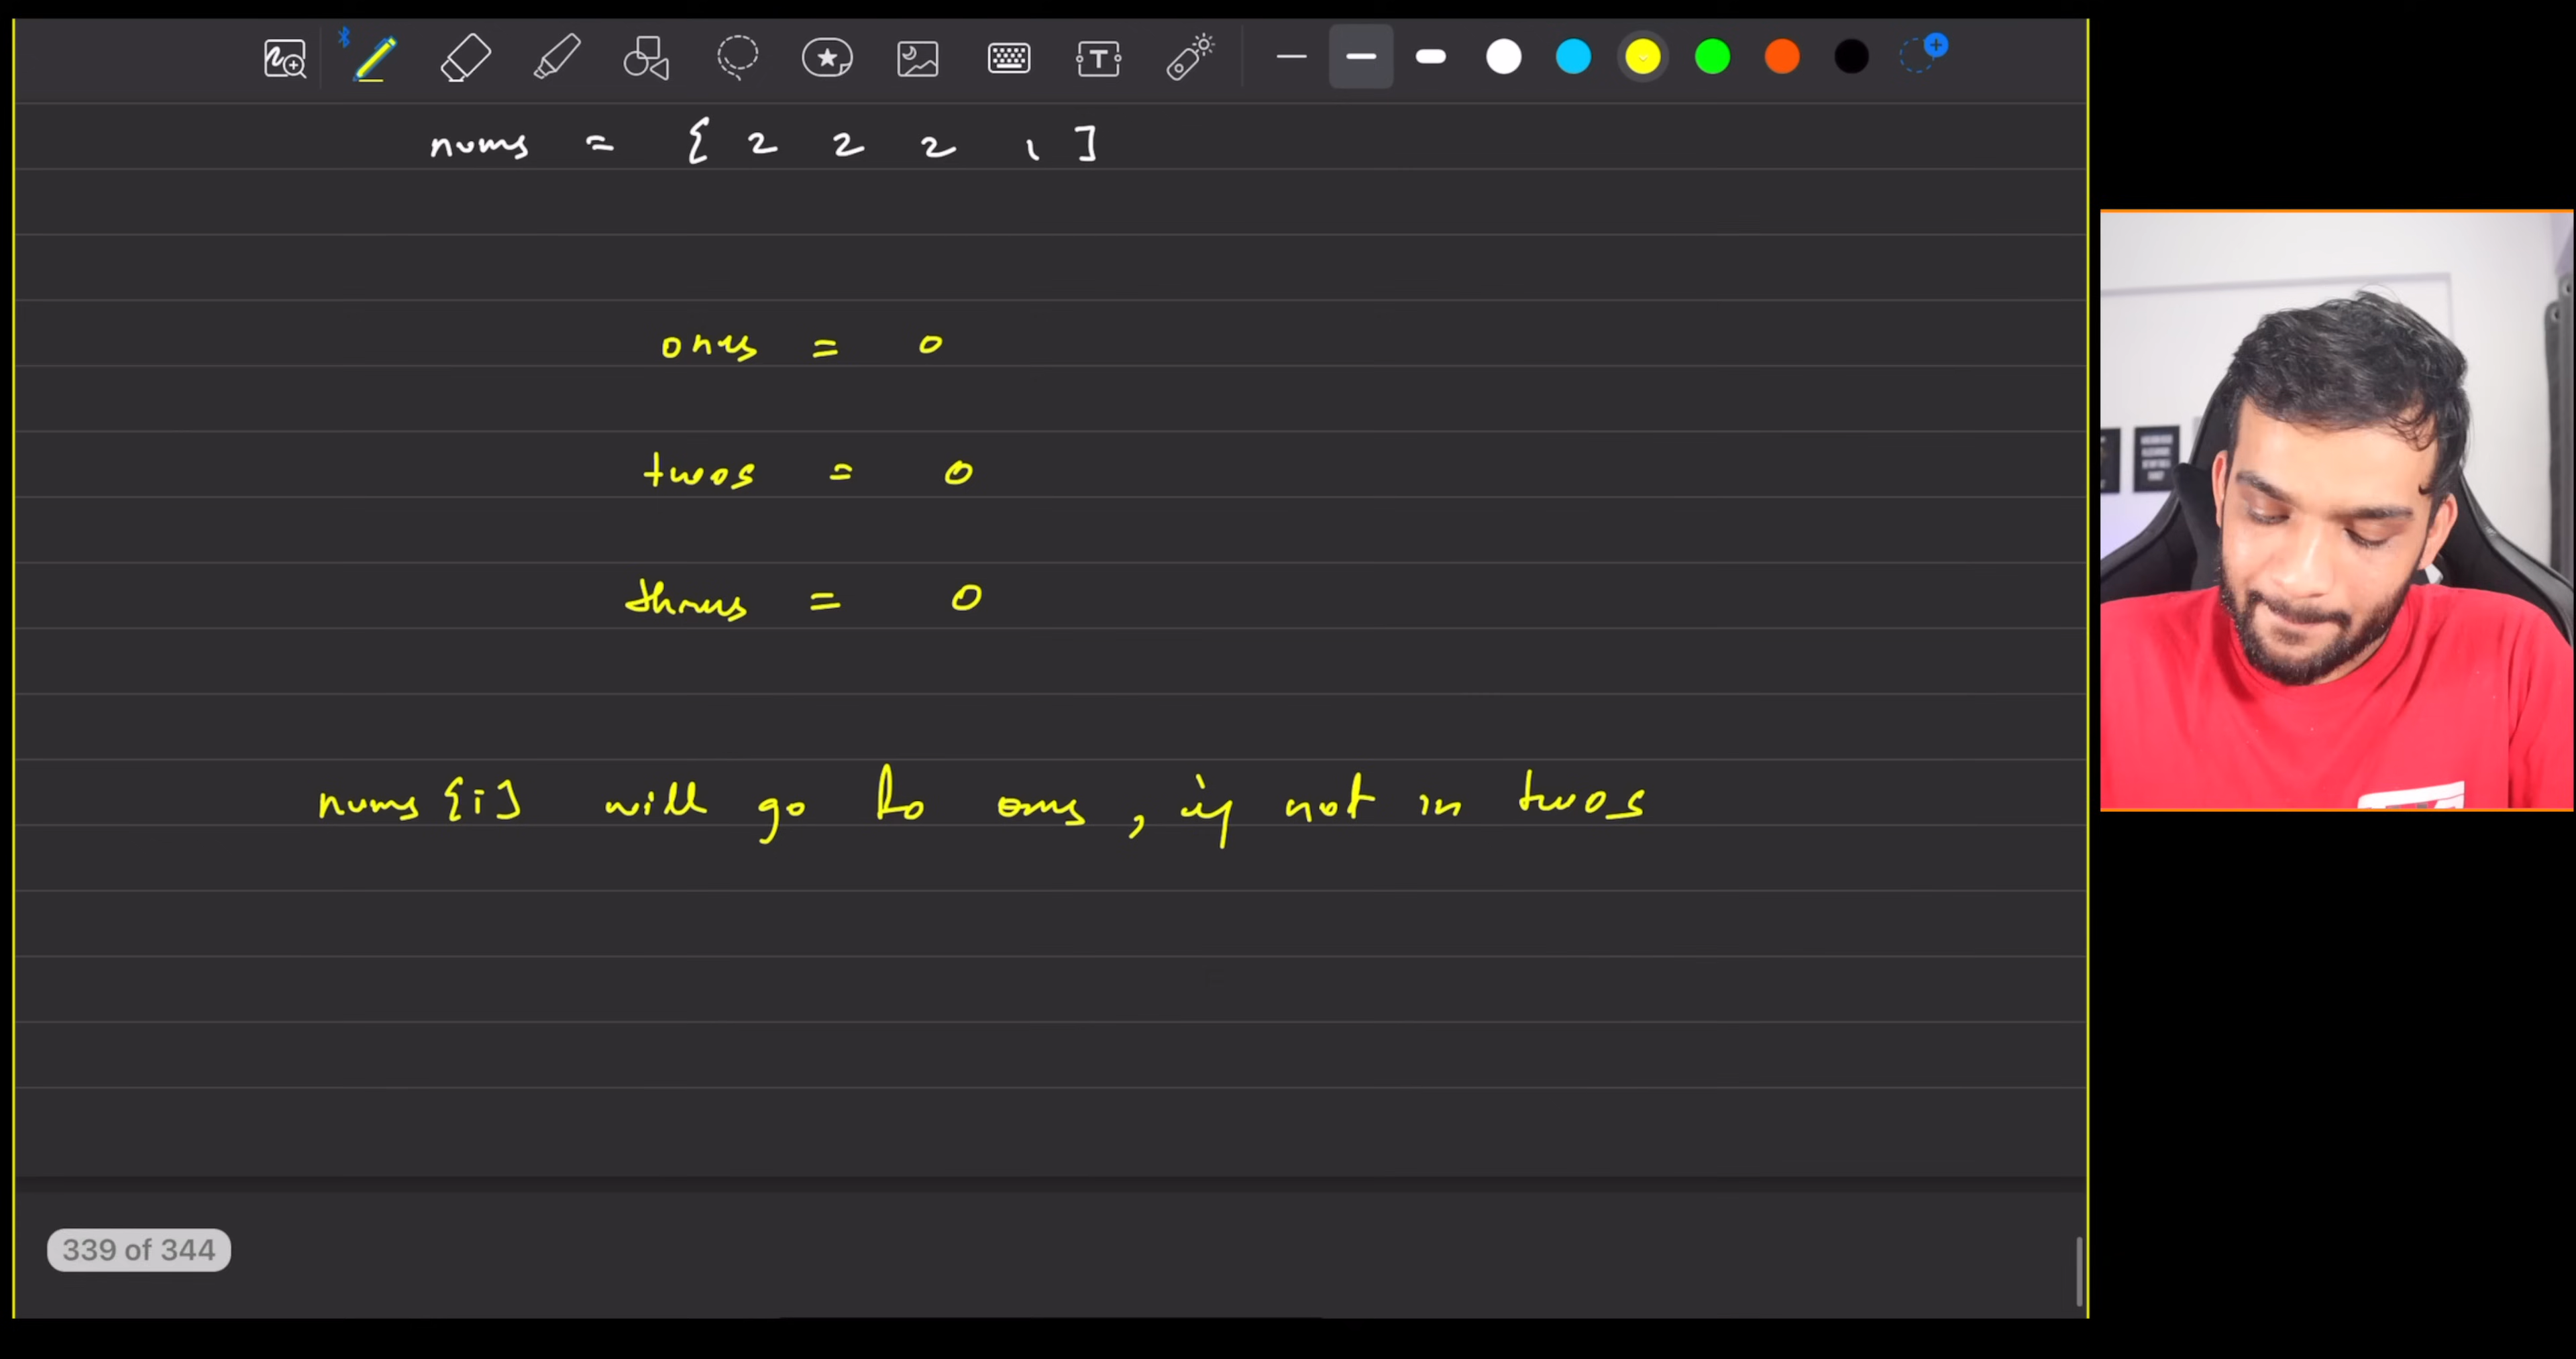 nums = [ 2 2 2 1 ]
ones = 0
twos = 0
threes = 0
nums [i] will go to ones, if not in twos
339 of 344